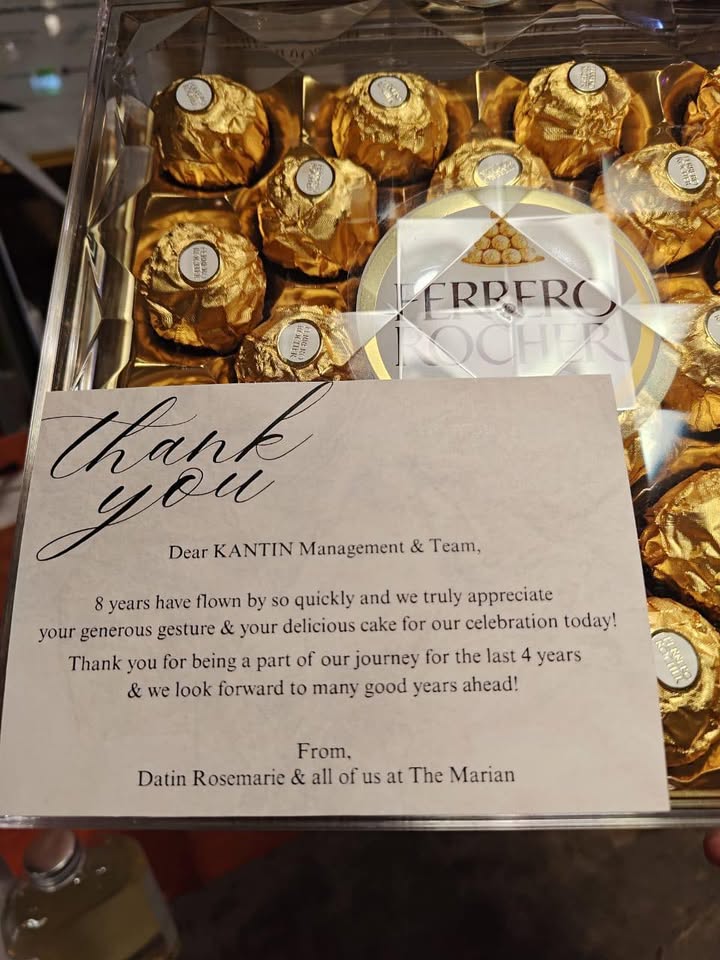 FERRERO
ROCHER
thank
you
Dear KANTIN Management & Team,
8 years have flown by so quickly and we truly appreciate
your generous gesture & your delicious cake for our celebration today!
Thank you for being a part of our journey for the last 4 years
& we look forward to many good years ahead!
From,
Datin Rosemarie & all of us at The Marian